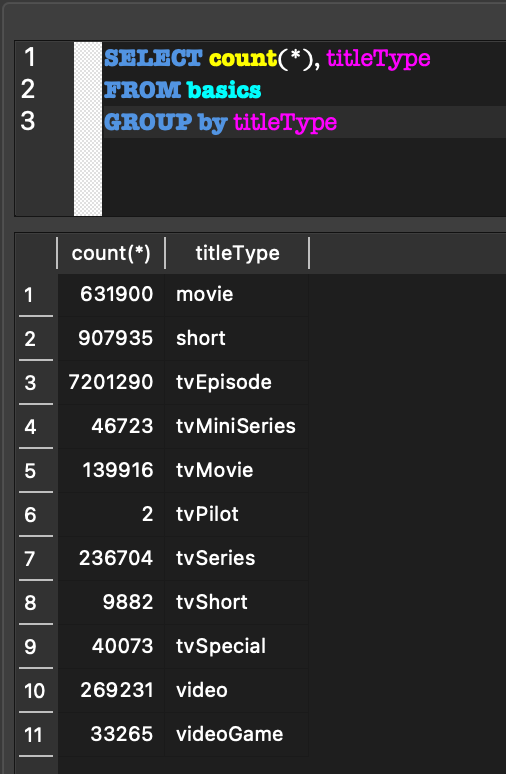 1 SELECT count(*), titleType
2 FROM basics
3 GROUP by titleType
count(*) titleType
1 631900 movie
2 907935 short
3 7201290 tvEpisode
4 46723 tvMiniSeries
5 139916 tvMovie
6 2 tvPilot
7 236704 tvSeries
8 9882 tvShort
9 40073 tvSpecial
10 269231 video
11 33265 videoGame